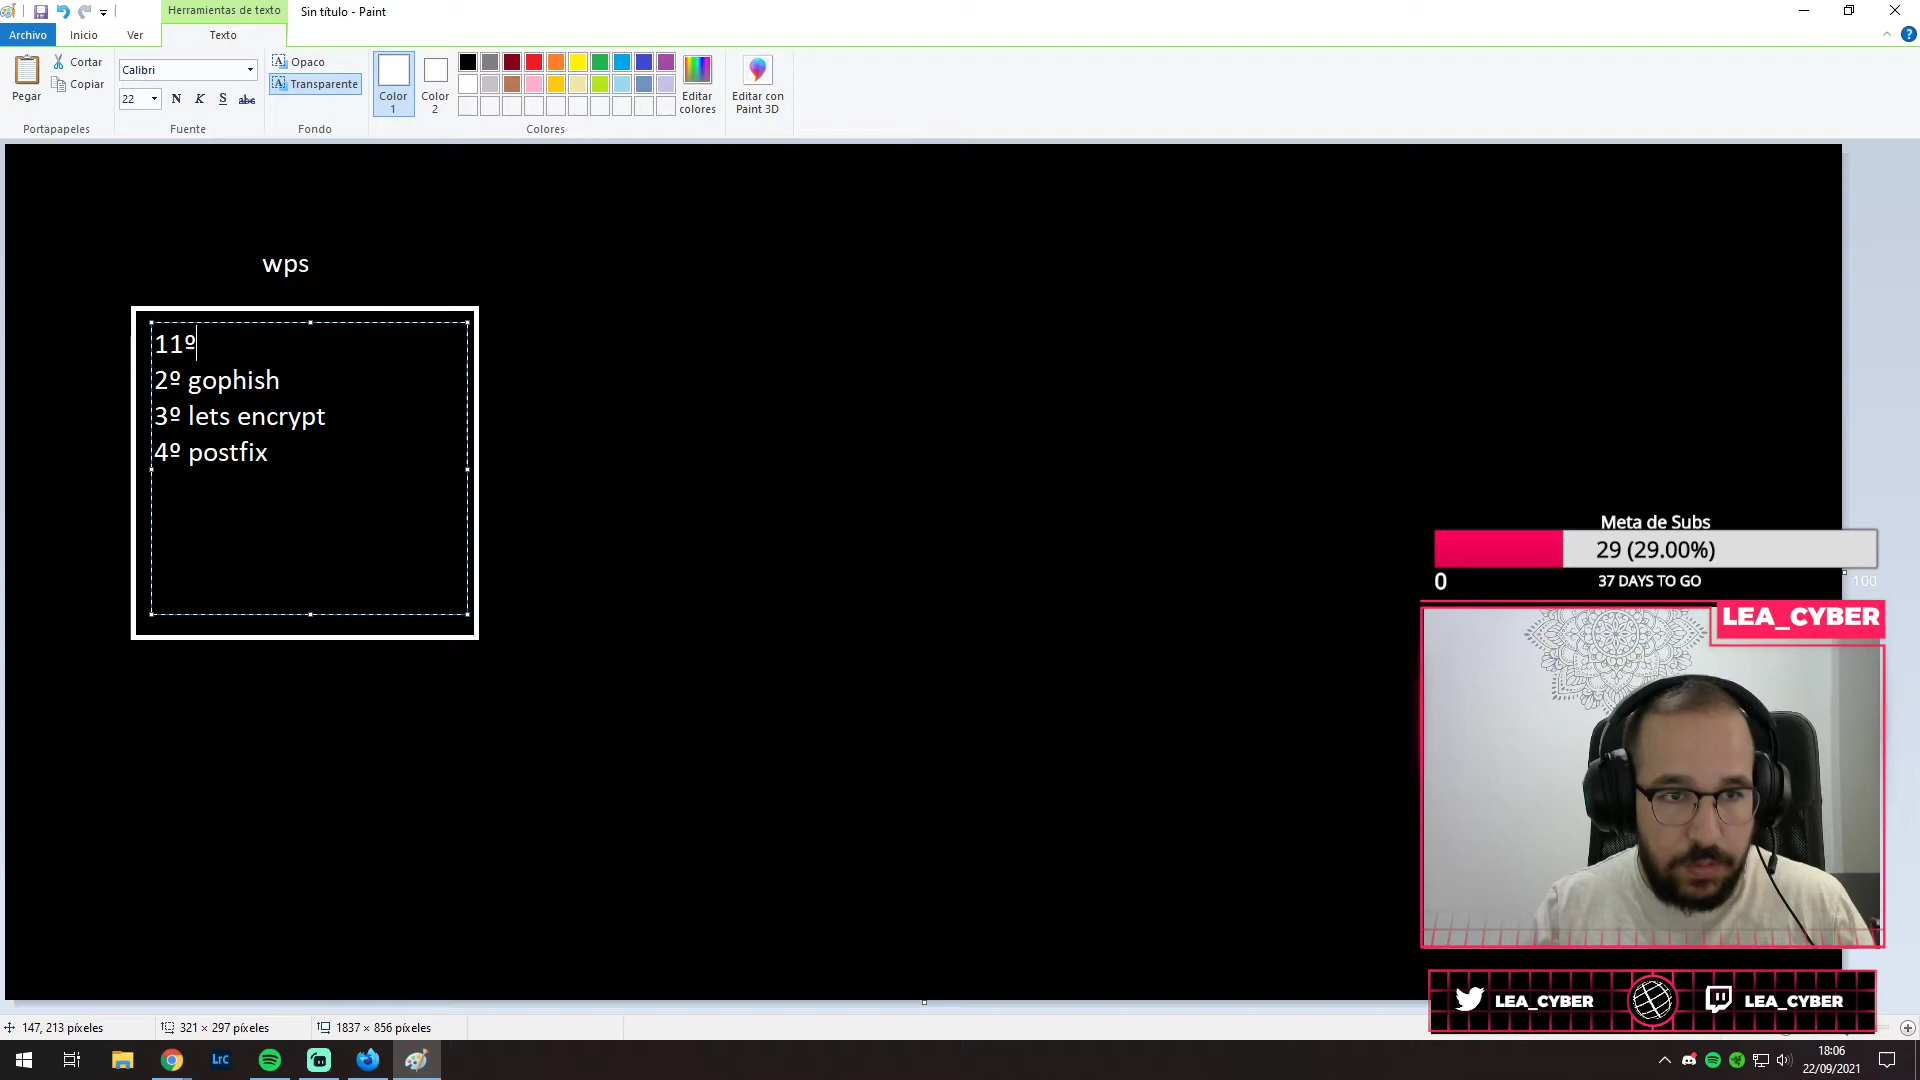 Herramientas de texto
Sin título - Paint
Archivo
Inicio
Ver
Texto
Pegar
Cortar
Copiar
Portapapeles
Calibri
22
N
K
S
abc
Fuente
Opaco
Transparente
Fondo
Color
1
Color
2
Editar
colores
Colores
Editar con
Paint 3D
wps
11º
2º gophish
3º lets encrypt
4º postfix
Meta de Subs
29 (29.00%)
0
37 DAYS TO GO
100
LEA_CYBER
LEA_CYBER
LEA_CYBER
147, 213 píxeles
321 × 297 píxeles
1837 × 856 píxeles
Lrc
18:06
22/09/2021